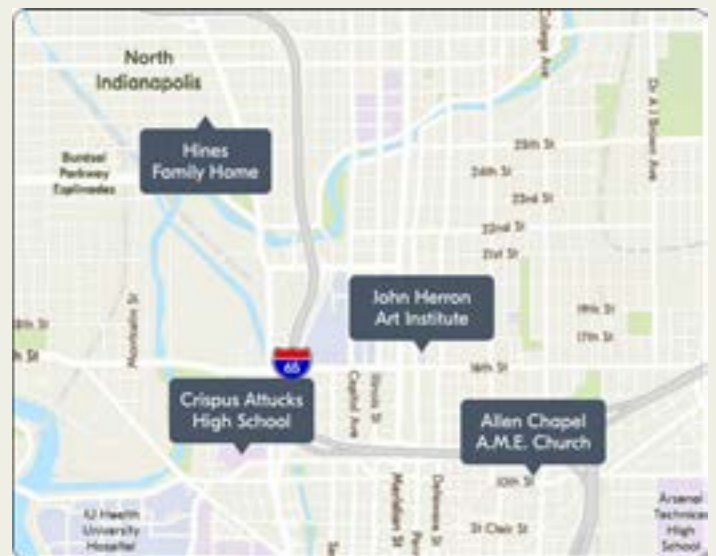 College Ave
North
Indianapolis
Dr A J Brown Ave
Hines
Family Home
25th St
Burdsal
Parkway
Esplanades
24th St
23rd St
22nd St
21st St
John Herron
Art Institute
19th St
17th St
18th St
h St
65
16th St
Capitol Ave
Illinois St
Crispus Attucks
High School
Allen Chapel
A.M.E. Church
10th St
Meridian St
Delaware St
IU Health
University
Hospital
St Clair St
Arsenal
Technical
High
School